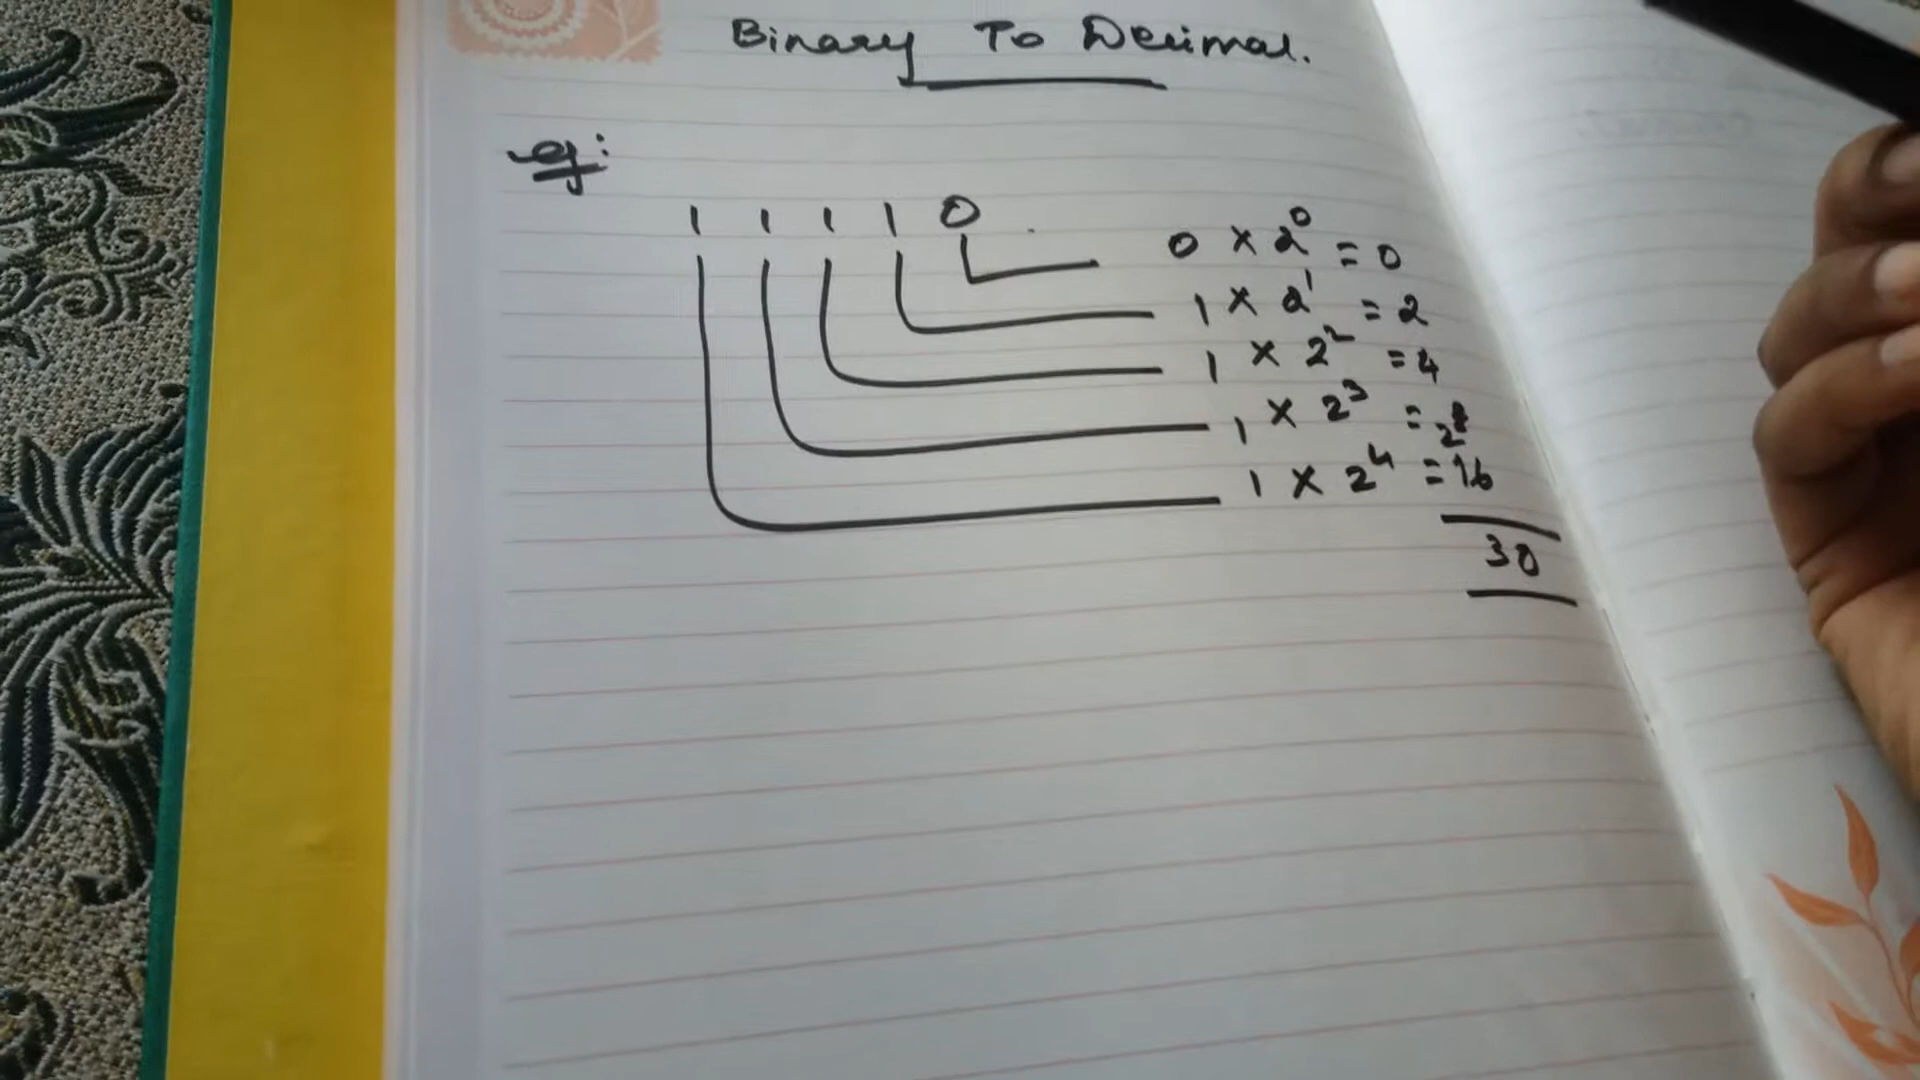 Binary To Decimal.
eg:
1 1 1 1 0
0 × 2⁰ = 0
1 × 2¹ = 2
1 × 2² = 4
1 × 2³ = 8
1 × 2⁴ = 16
30